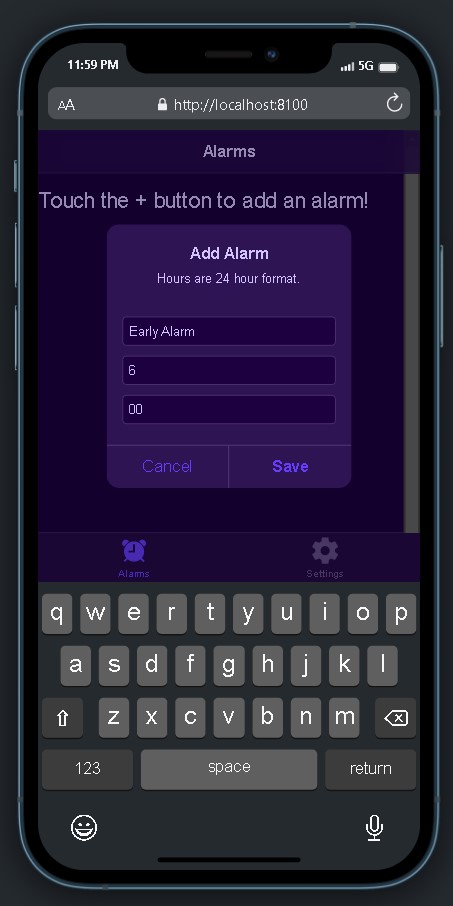 11:59 PM 5G
AA http://localhost:8100
Alarms
Touch the + button to add an alarm!
Add Alarm
Hours are 24 hour format.
Early Alarm
6
00
Cancel Save
Alarms Settings
q w e r t y u i o p
a s d f g h j k l
z x c v b n m
123 space return